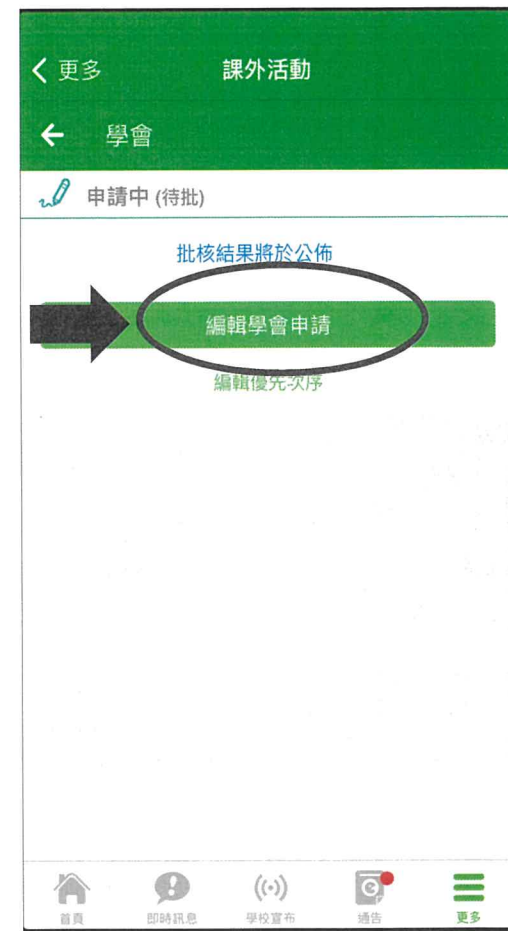 更多
課外活動
學會
申請中 (待批)
批核結果將於公佈
編輯學會申請
編輯優先次序
首頁
即時訊息
學校宣布
通告
更多